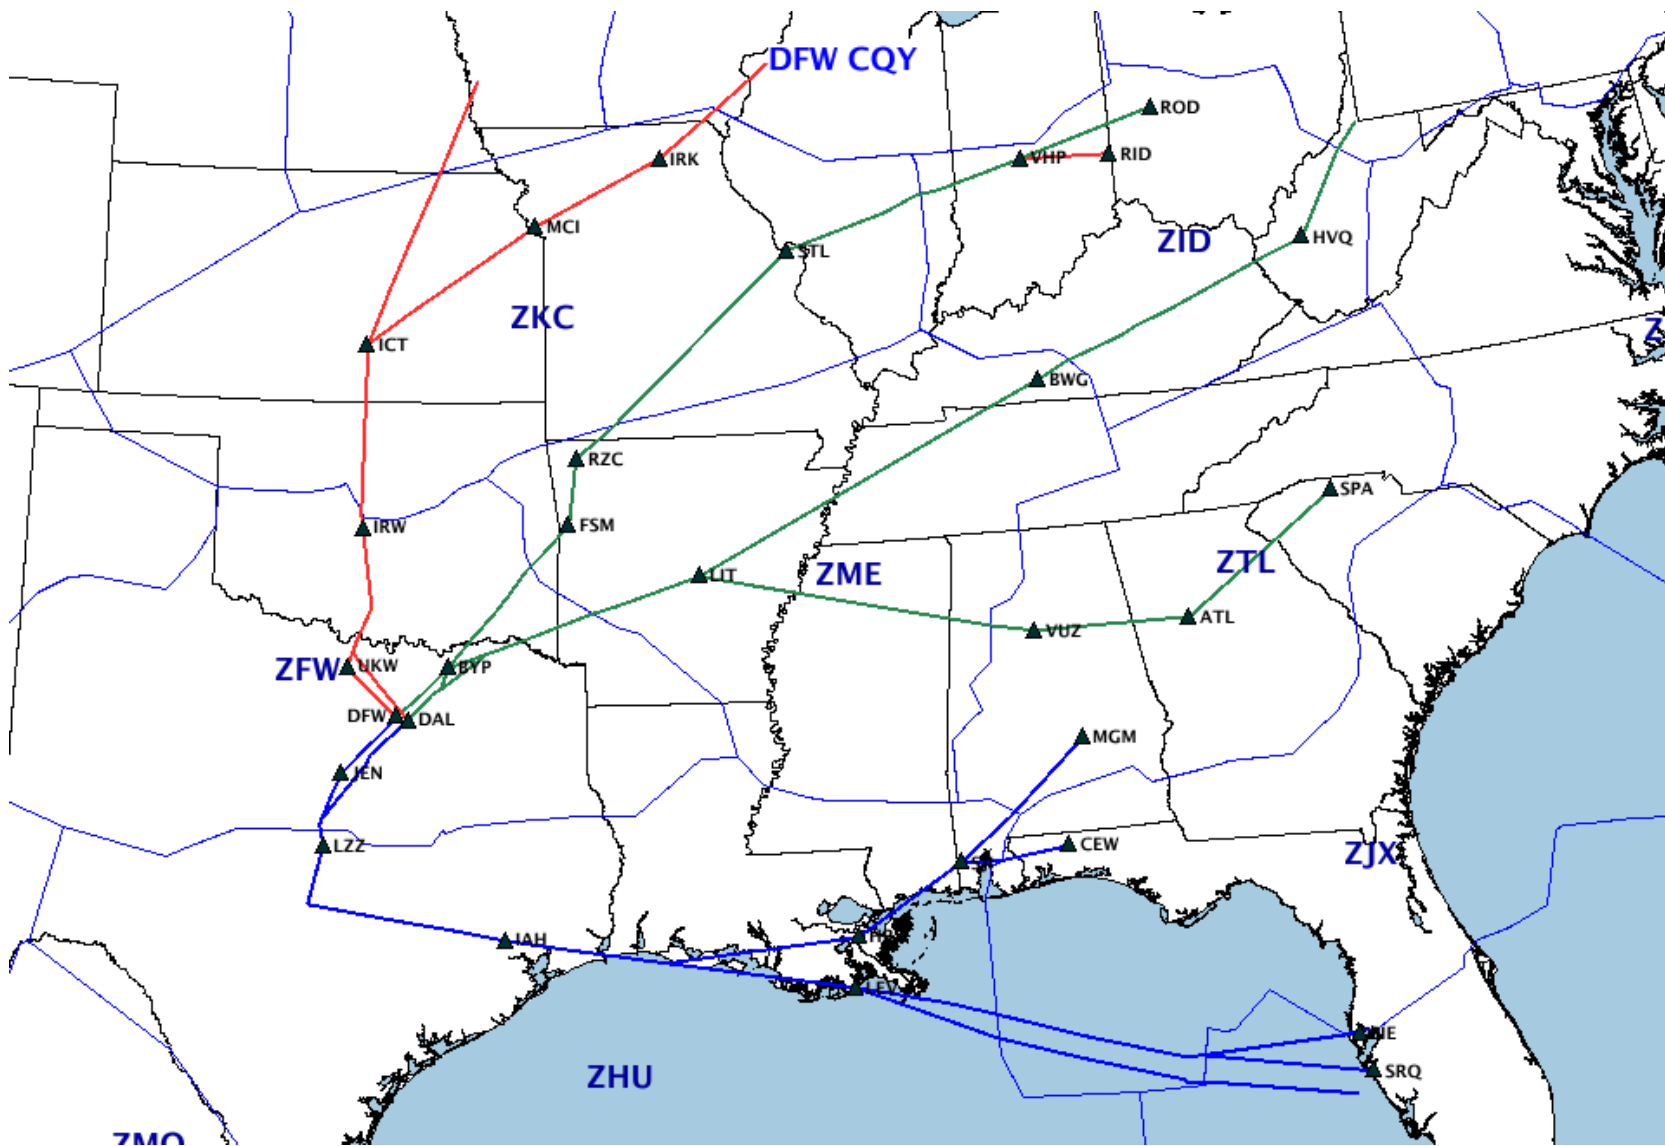 DFW CQY
ROD
IRK
VHP
RID
MCI
HVQ
ZID
STL
ZKC
ICT
BWG
RZC
SPA
FSM
IRW
ZTL
ZME
LIT
ATL
VUZ
ZFW
UKW
BYP
DFW
DAL
MGM
JEN
LZZ
CEW
ZJX
IAH
LEV
PIE
SRQ
ZHU